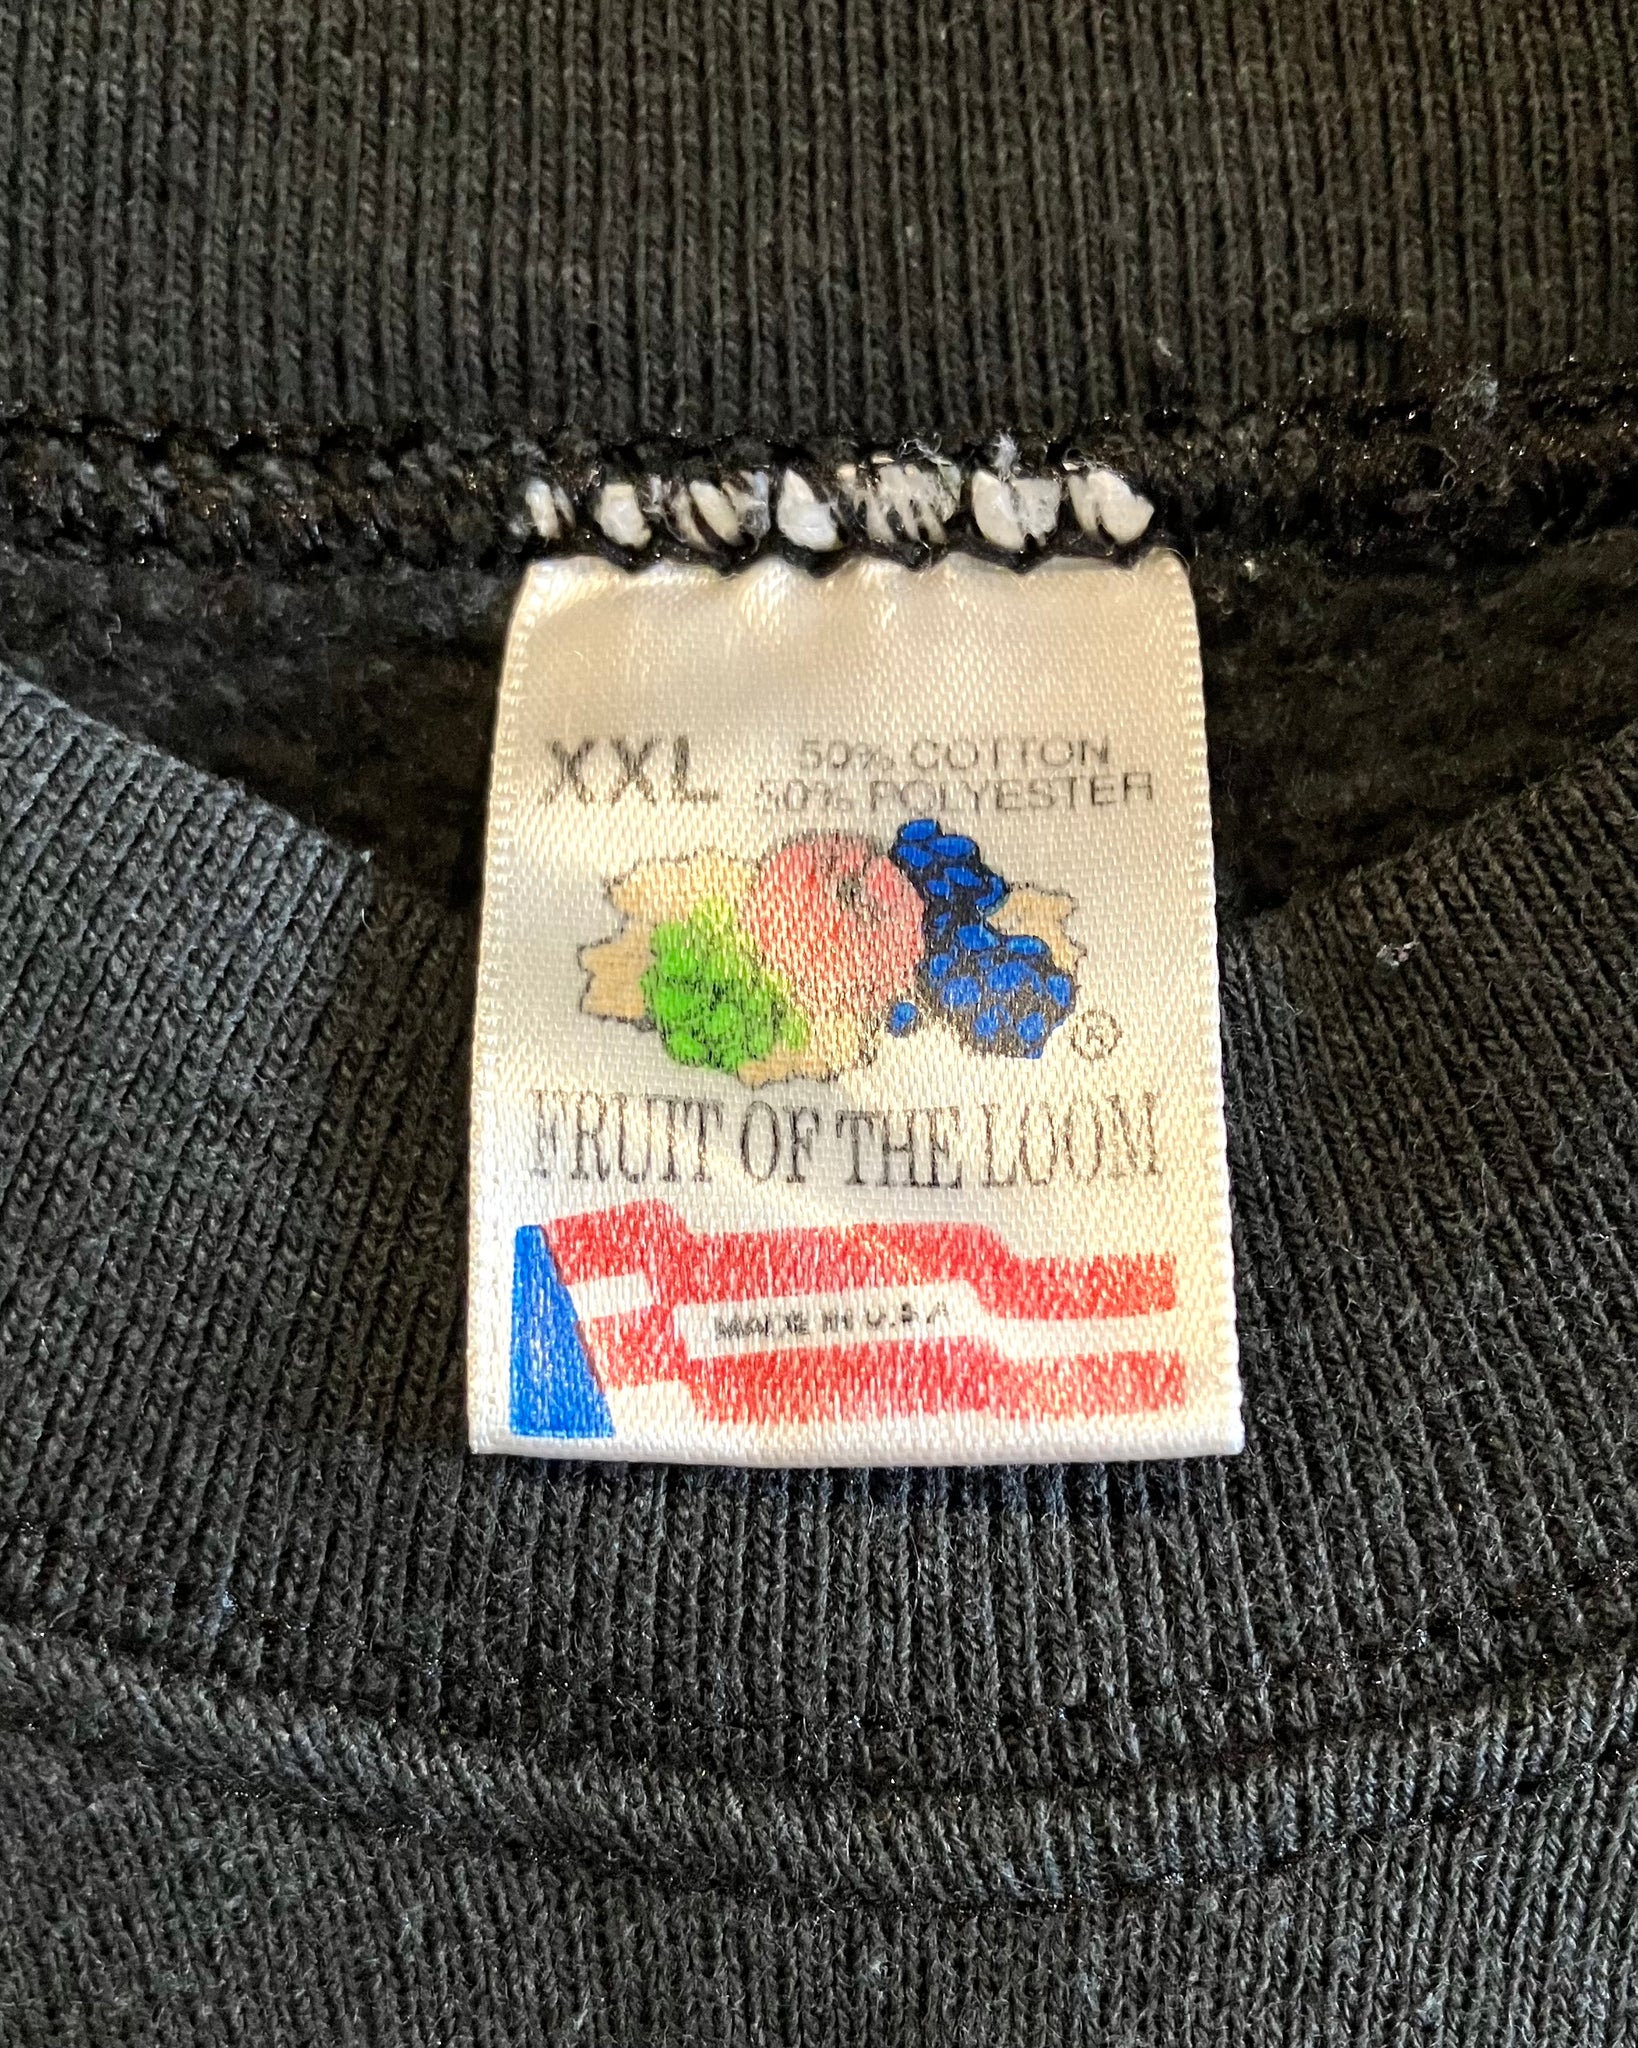 XXL
50% COTTON
50% POLYESTER
®
FRUIT OF THE LOOM
MADE IN U.S.A